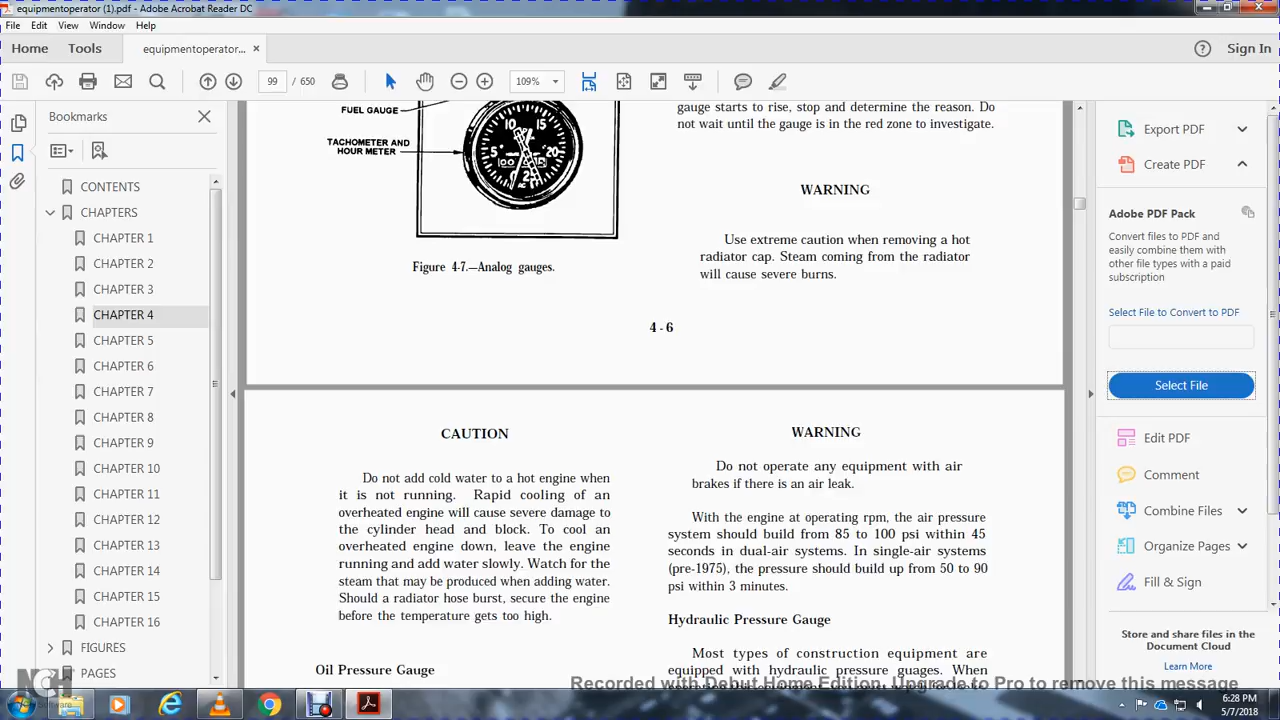 equipmentoperator (1).pdf - Adobe Acrobat Reader DC
File Edit View Window Help
Home Tools equipmentoperator... × Sign In
99 / 650 109%
Bookmarks
CONTENTS
CHAPTERS
CHAPTER 1
CHAPTER 2
CHAPTER 3
CHAPTER 4
CHAPTER 5
CHAPTER 6
CHAPTER 7
CHAPTER 8
CHAPTER 9
CHAPTER 10
CHAPTER 11
CHAPTER 12
CHAPTER 13
CHAPTER 14
CHAPTER 15
CHAPTER 16
FIGURES
PAGES
FUEL GAUGE
TACHOMETER AND
HOUR METER
5 10 15 20 25
Figure 4-7.—Analog gauges.
gauge starts to rise, stop and determine the reason. Do
not wait until the gauge is in the red zone to investigate.
WARNING
Use extreme caution when removing a hot
radiator cap. Steam coming from the radiator
will cause severe burns.
4 - 6
CAUTION
Do not add cold water to a hot engine when
it is not running. Rapid cooling of an
overheated engine will cause severe damage to
the cylinder head and block. To cool an
overheated engine down, leave the engine
running and add water slowly. Watch for the
steam that may be produced when adding water.
Should a radiator hose burst, secure the engine
before the temperature gets too high.
Oil Pressure Gauge
WARNING
Do not operate any equipment with air
brakes if there is an air leak.
With the engine at operating rpm, the air pressure
system should build from 85 to 100 psi within 45
seconds in dual-air systems. In single-air systems
(pre-1975), the pressure should build up from 50 to 90
psi within 3 minutes.
Hydraulic Pressure Gauge
Most types of construction equipment are
equipped with hydraulic pressure guages. When
Export PDF
Create PDF
Adobe PDF Pack
Convert files to PDF and
easily combine them with
other file types with a paid
subscription
Select File to Convert to PDF
Select File
Edit PDF
Comment
Combine Files
Organize Pages
Fill & Sign
Store and share files in the
Document Cloud
Learn More
Recorded with Debut Home Edition. Upgrade to Pro to remove this message
NCH
6:28 PM
5/7/2018